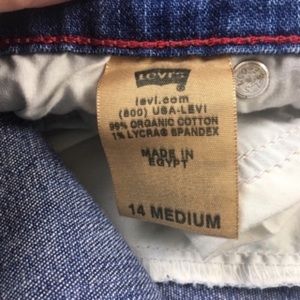 Levi's
levi.com
(800) USA-LEVI
99% ORGANIC COTTON
1% LYCRA® SPANDEX
MADE IN
EGYPT
14 MEDIUM